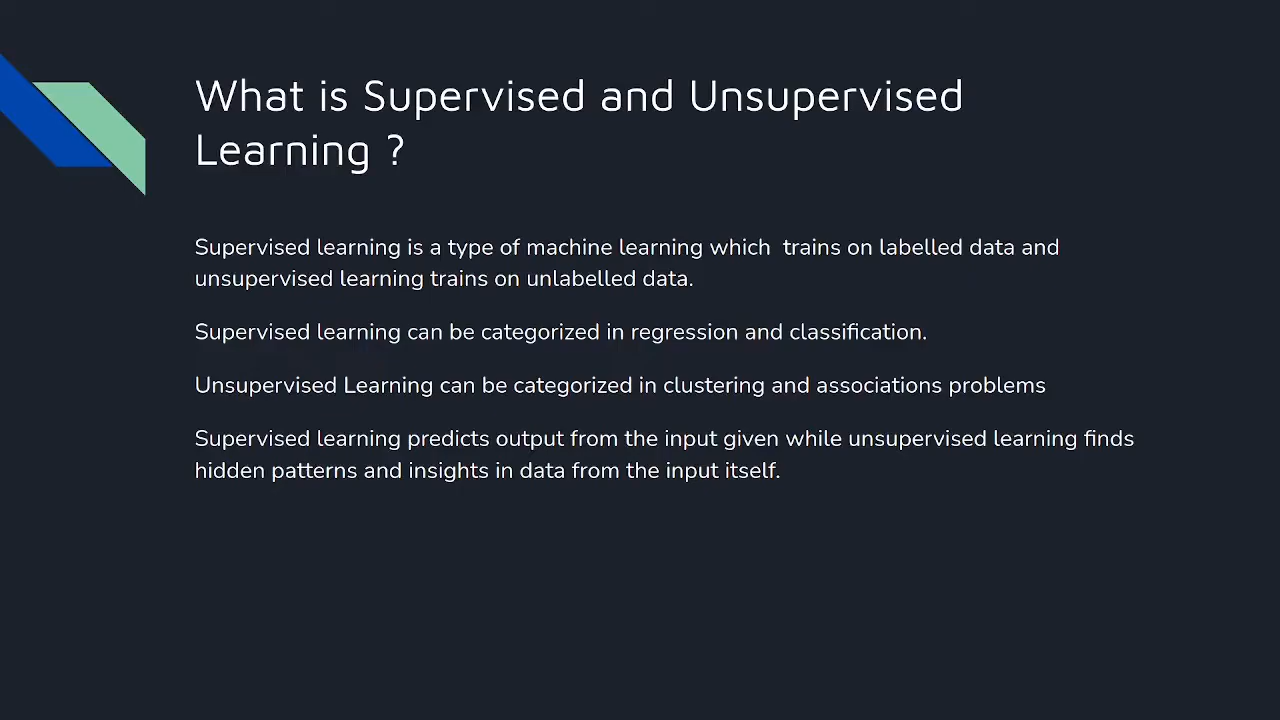 What is Supervised and Unsupervised
Learning ?
Supervised learning is a type of machine learning which  trains on labelled data and
unsupervised learning trains on unlabelled data.
Supervised learning can be categorized in regression and classification.
Unsupervised Learning can be categorized in clustering and associations problems
Supervised learning predicts output from the input given while unsupervised learning finds
hidden patterns and insights in data from the input itself.